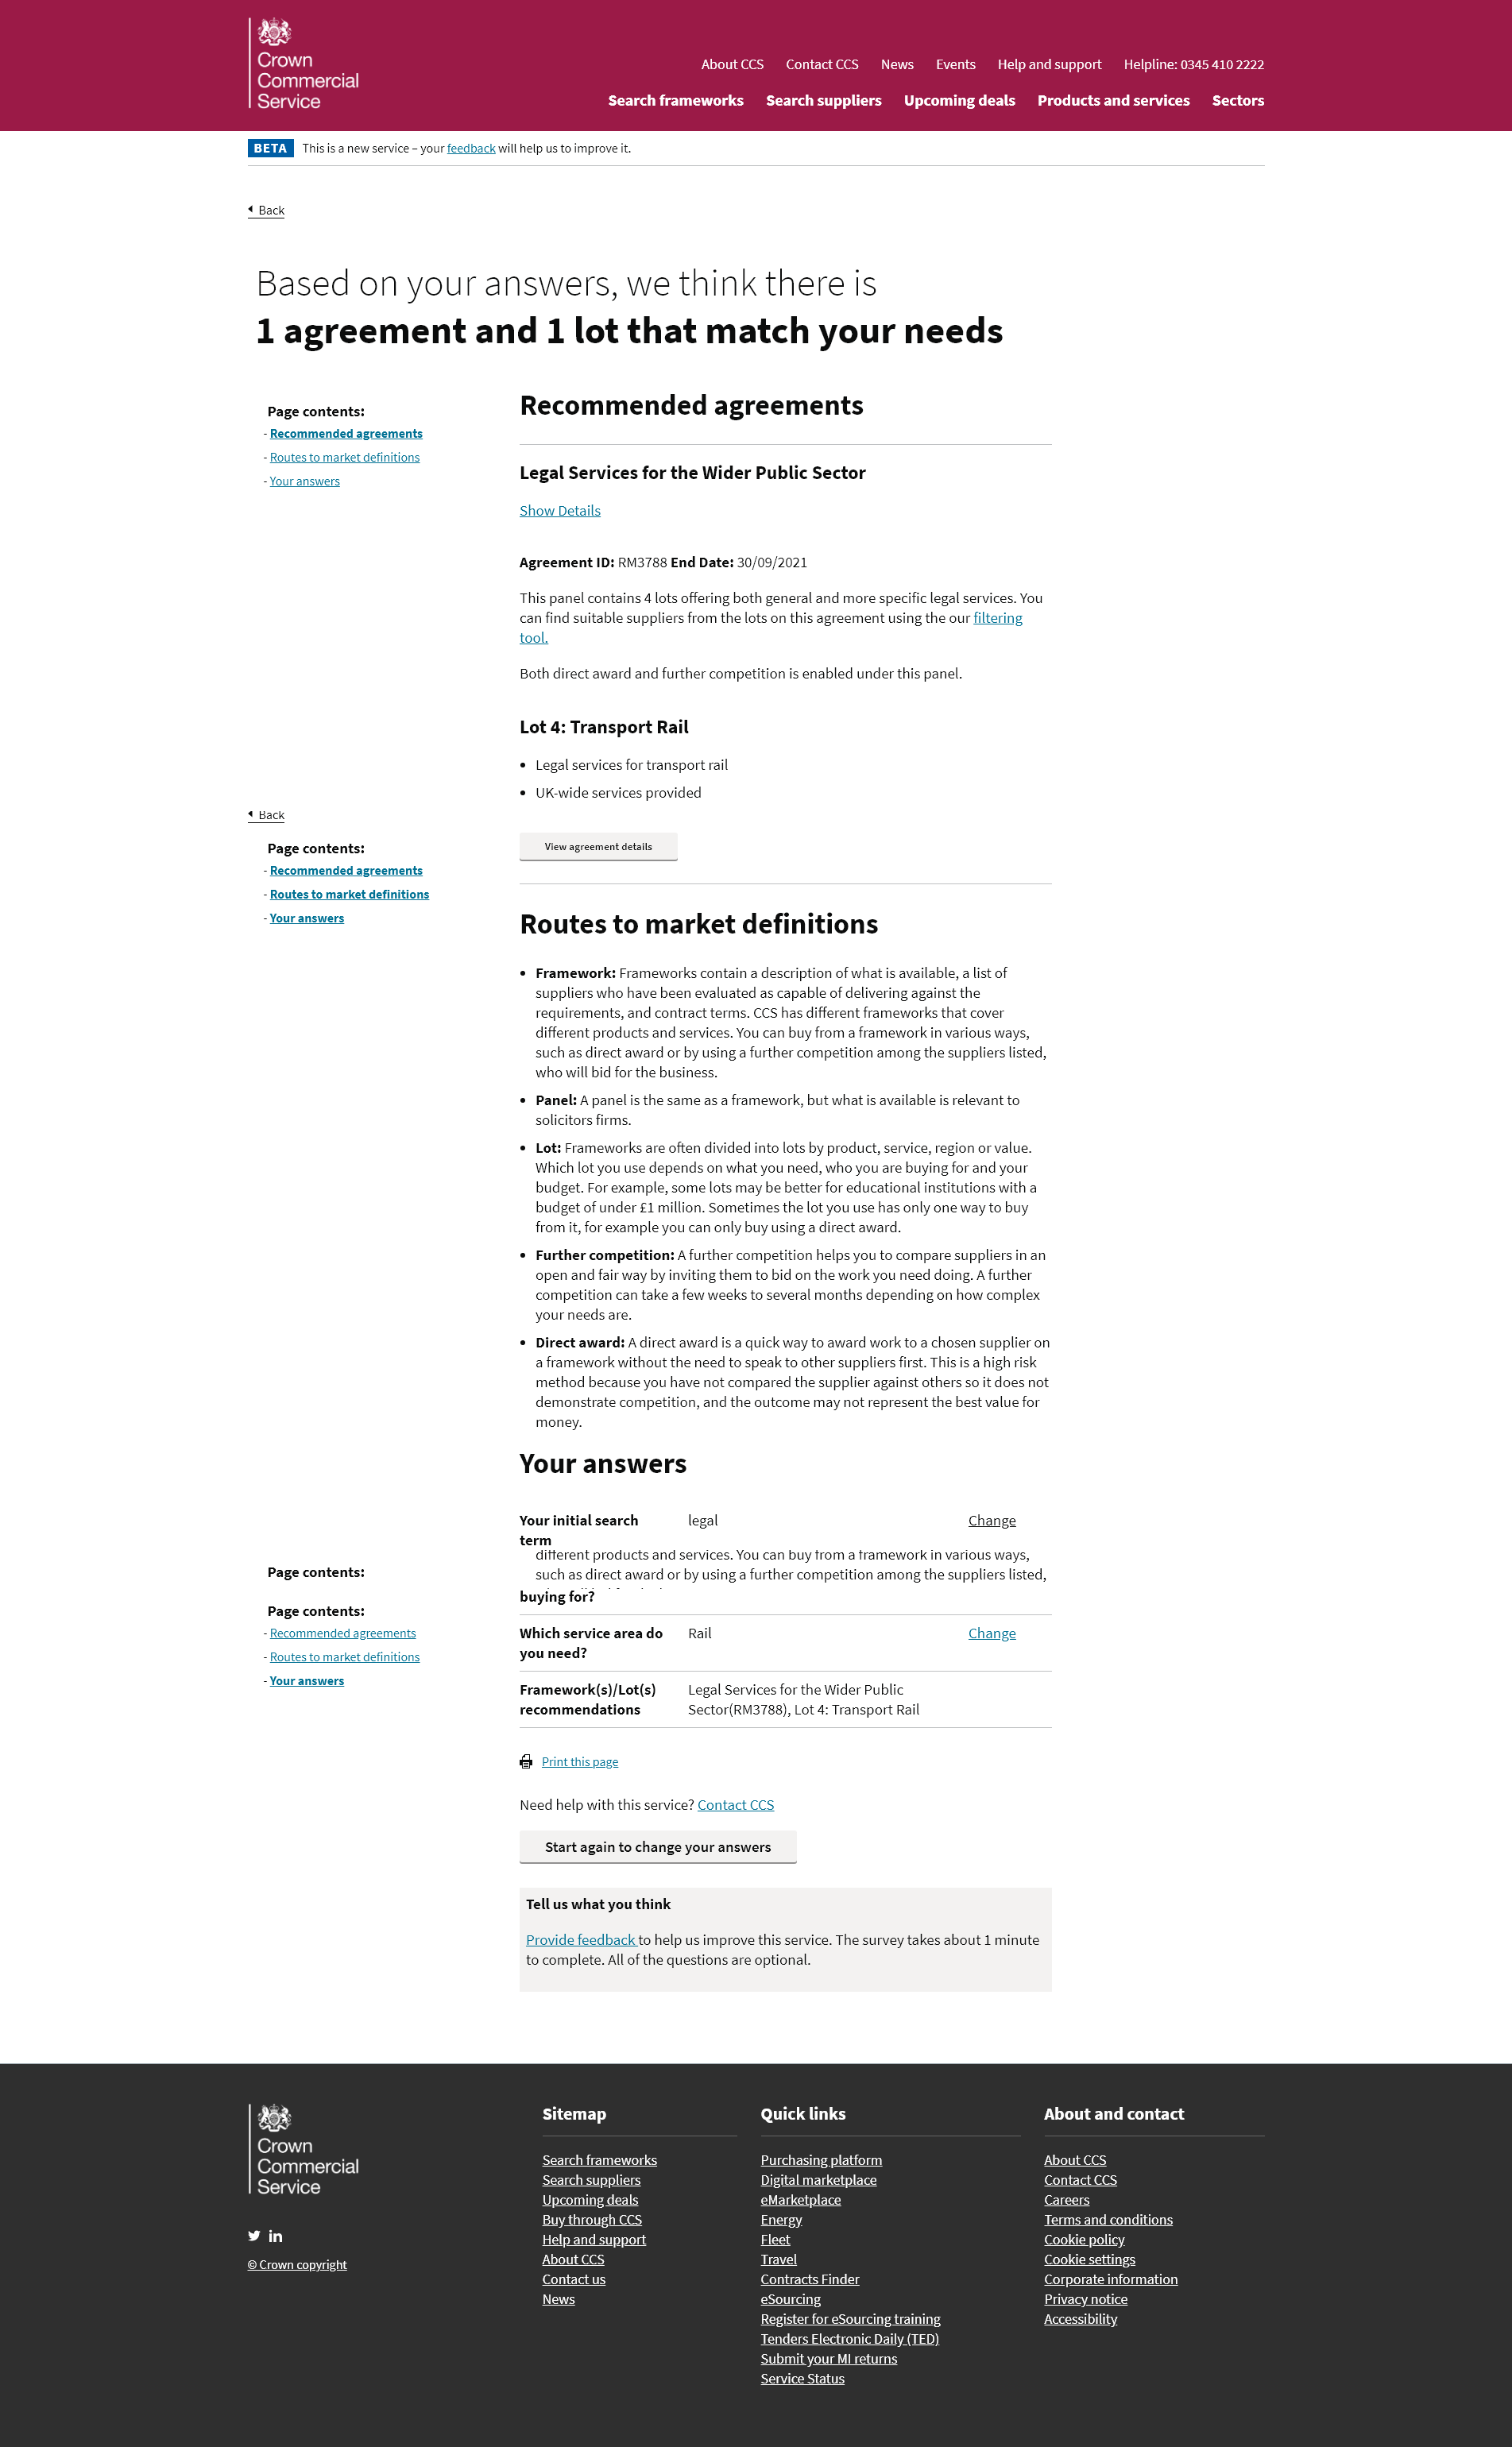 Crown
Commercial
Service
About CCS Contact CCS News Events Help and support Helpline: 0345 410 2222
Search frameworks Search suppliers Upcoming deals Products and services Sectors
BETA This is a new service – your feedback will help us to improve it.
Back
Based on your answers, we think there is
1 agreement and 1 lot that match your needs
Page contents:
- Recommended agreements
- Routes to market definitions
- Your answers
Recommended agreements
Legal Services for the Wider Public Sector
Show Details
Agreement ID: RM3788 End Date: 30/09/2021
This panel contains 4 lots offering both general and more specific legal services. You
can find suitable suppliers from the lots on this agreement using the our filtering
tool.
Both direct award and further competition is enabled under this panel.
Lot 4: Transport Rail
• Legal services for transport rail
• UK-wide services provided
View agreement details
Back
Page contents:
- Recommended agreements
- Routes to market definitions
- Your answers
Routes to market definitions
• Framework: Frameworks contain a description of what is available, a list of
suppliers who have been evaluated as capable of delivering against the
requirements, and contract terms. CCS has different frameworks that cover
different products and services. You can buy from a framework in various ways,
such as direct award or by using a further competition among the suppliers listed,
who will bid for the business.
• Panel: A panel is the same as a framework, but what is available is relevant to
solicitors firms.
• Lot: Frameworks are often divided into lots by product, service, region or value.
Which lot you use depends on what you need, who you are buying for and your
budget. For example, some lots may be better for educational institutions with a
budget of under £1 million. Sometimes the lot you use has only one way to buy
from it, for example you can only buy using a direct award.
• Further competition: A further competition helps you to compare suppliers in an
open and fair way by inviting them to bid on the work you need doing. A further
competition can take a few weeks to several months depending on how complex
your needs are.
• Direct award: A direct award is a quick way to award work to a chosen supplier on
a framework without the need to speak to other suppliers first. This is a high risk
method because you have not compared the supplier against others so it does not
demonstrate competition, and the outcome may not represent the best value for
money.
Your answers
Your initial search legal Change
term
different products and services. You can buy from a framework in various ways,
such as direct award or by using a further competition among the suppliers listed,
buying for?
Page contents:
Page contents:
- Recommended agreements
- Routes to market definitions
- Your answers
Which service area do Rail Change
you need?
Framework(s)/Lot(s) Legal Services for the Wider Public
recommendations Sector(RM3788), Lot 4: Transport Rail
Print this page
Need help with this service? Contact CCS
Start again to change your answers
Tell us what you think
Provide feedback to help us improve this service. The survey takes about 1 minute
to complete. All of the questions are optional.
Crown
Commercial
Service
© Crown copyright
Sitemap
Search frameworks
Search suppliers
Upcoming deals
Buy through CCS
Help and support
About CCS
Contact us
News
Quick links
Purchasing platform
Digital marketplace
eMarketplace
Energy
Fleet
Travel
Contracts Finder
eSourcing
Register for eSourcing training
Tenders Electronic Daily (TED)
Submit your MI returns
Service Status
About and contact
About CCS
Contact CCS
Careers
Terms and conditions
Cookie policy
Cookie settings
Corporate information
Privacy notice
Accessibility